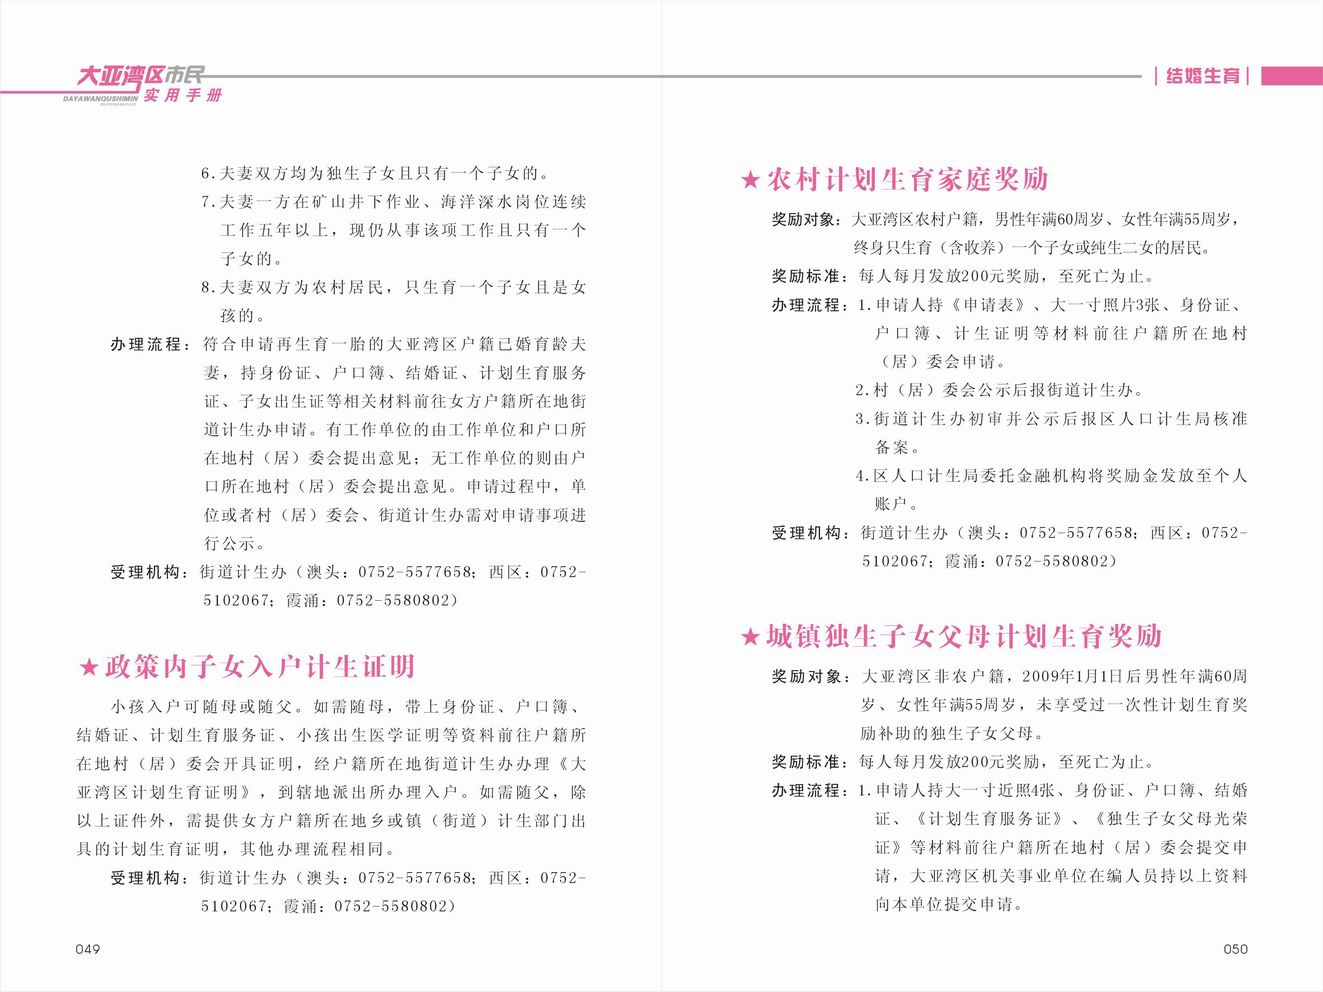 大亚湾区市民
DAYAWANQUSHIMIN
实用手册
6.夫妻双方均为独生子女且只有一个子女的。
7.夫妻一方在矿山井下作业、海洋深水岗位连续
工作五年以上，现仍从事该项工作且只有一个
子女的。
8.夫妻双方为农村居民，只生育一个子女且是女
孩的。
办理流程：符合申请再生育一胎的大亚湾区户籍已婚育龄夫
妻，持身份证、户口簿、结婚证、计划生育服务
证、子女出生证等相关材料前往女方户籍所在地街
道计生办申请。有工作单位的由工作单位和户口所
在地村（居）委会提出意见；无工作单位的则由户
口所在地村（居）委会提出意见。申请过程中，单
位或者村（居）委会、街道计生办需对申请事项进
行公示。
受理机构：街道计生办（澳头：0752-5577658；西区：0752-
5102067；霞涌：0752-5580802）
★政策内子女入户计生证明
小孩入户可随母或随父。如需随母，带上身份证、户口簿、
结婚证、计划生育服务证、小孩出生医学证明等资料前往户籍所
在地村（居）委会开具证明，经户籍所在地街道计生办办理《大
亚湾区计划生育证明》，到辖地派出所办理入户。如需随父，除
以上证件外，需提供女方户籍所在地乡或镇（街道）计生部门出
具的计划生育证明，其他办理流程相同。
受理机构：街道计生办（澳头：0752-5577658；西区：0752-
5102067；霞涌：0752-5580802）
049
结婚生育
★农村计划生育家庭奖励
奖励对象：大亚湾区农村户籍，男性年满60周岁、女性年满55周岁，
终身只生育（含收养）一个子女或纯生二女的居民。
奖励标准：每人每月发放200元奖励，至死亡为止。
办理流程：1.申请人持《申请表》、大一寸照片3张、身份证、
户口簿、计生证明等材料前往户籍所在地村
（居）委会申请。
2.村（居）委会公示后报街道计生办。
3.街道计生办初审并公示后报区人口计生局核准
备案。
4.区人口计生局委托金融机构将奖励金发放至个人
账户。
受理机构：街道计生办（澳头：0752-5577658；西区：0752-
5102067；霞涌：0752-5580802）
★城镇独生子女父母计划生育奖励
奖励对象：大亚湾区非农户籍，2009年1月1日后男性年满60周
岁、女性年满55周岁，未享受过一次性计划生育奖
励补助的独生子女父母。
奖励标准：每人每月发放200元奖励，至死亡为止。
办理流程：1.申请人持大一寸近照4张、身份证、户口簿、结婚
证、《计划生育服务证》、《独生子女父母光荣
证》等材料前往户籍所在地村（居）委会提交申
请，大亚湾区机关事业单位在编人员持以上资料
向本单位提交申请。
050